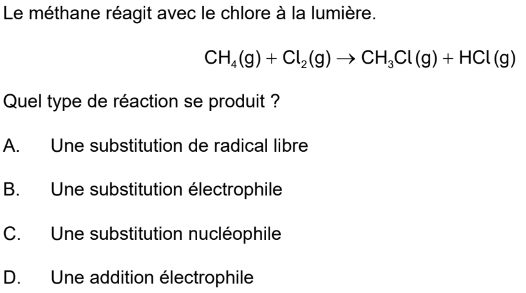 Le méthane réagit avec le chlore à la lumière.
CH₄(g) + Cl₂(g) → CH₃Cl(g) + HCl(g)
Quel type de réaction se produit ?
A. Une substitution de radical libre
B. Une substitution électrophile
C. Une substitution nucléophile
D. Une addition électrophile